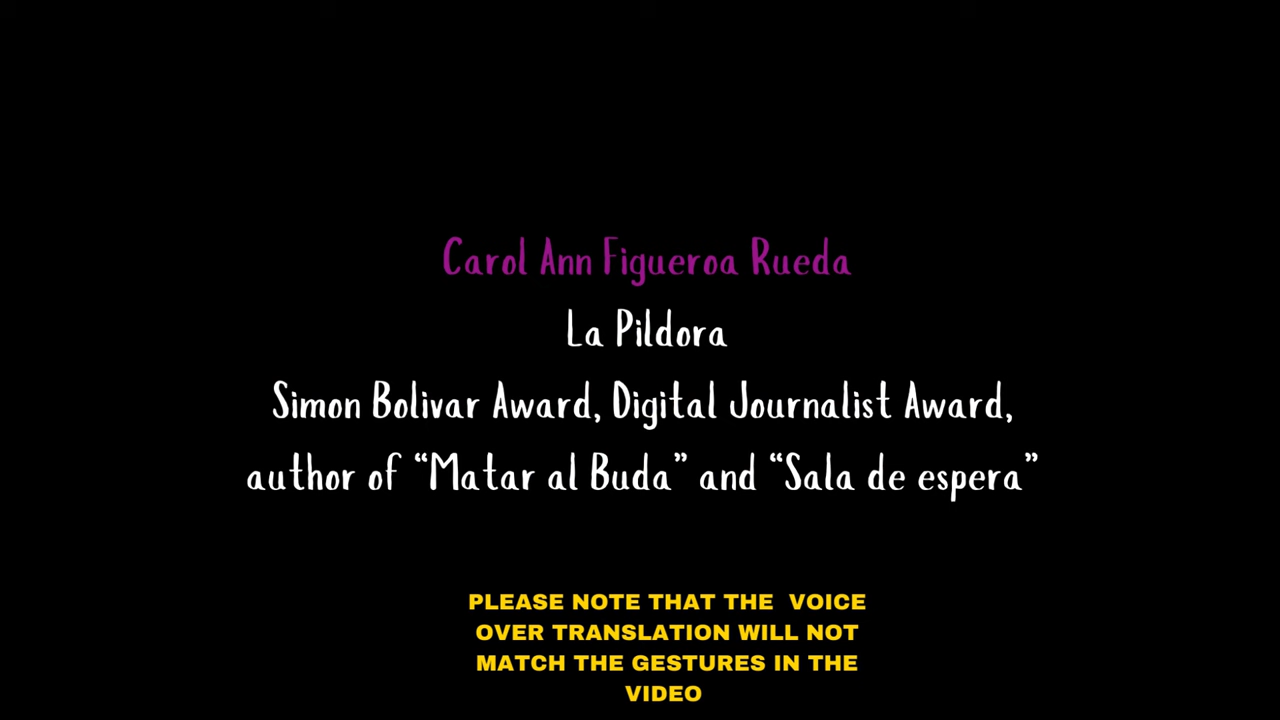 Carol Ann Figueroa Rueda
La Pildora
Simon Bolivar Award, Digital Journalist Award,
author of “Matar al Buda” and “Sala de espera”
PLEASE NOTE THAT THE VOICE
OVER TRANSLATION WILL NOT
MATCH THE GESTURES IN THE
VIDEO